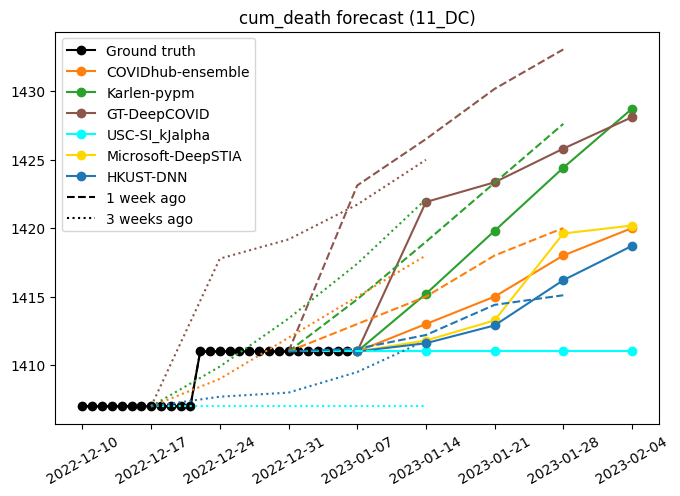 cum_death forecast (11_DC)
Ground truth
COVIDhub-ensemble
Karlen-pypm
GT-DeepCOVID
USC-SI_kJalpha
Microsoft-DeepSTIA
HKUST-DNN
1 week ago
3 weeks ago
1430
1425
1420
1415
1410
2022-12-10
2022-12-17
2022-12-24
2022-12-31
2023-01-07
2023-01-14
2023-01-21
2023-01-28
2023-02-04